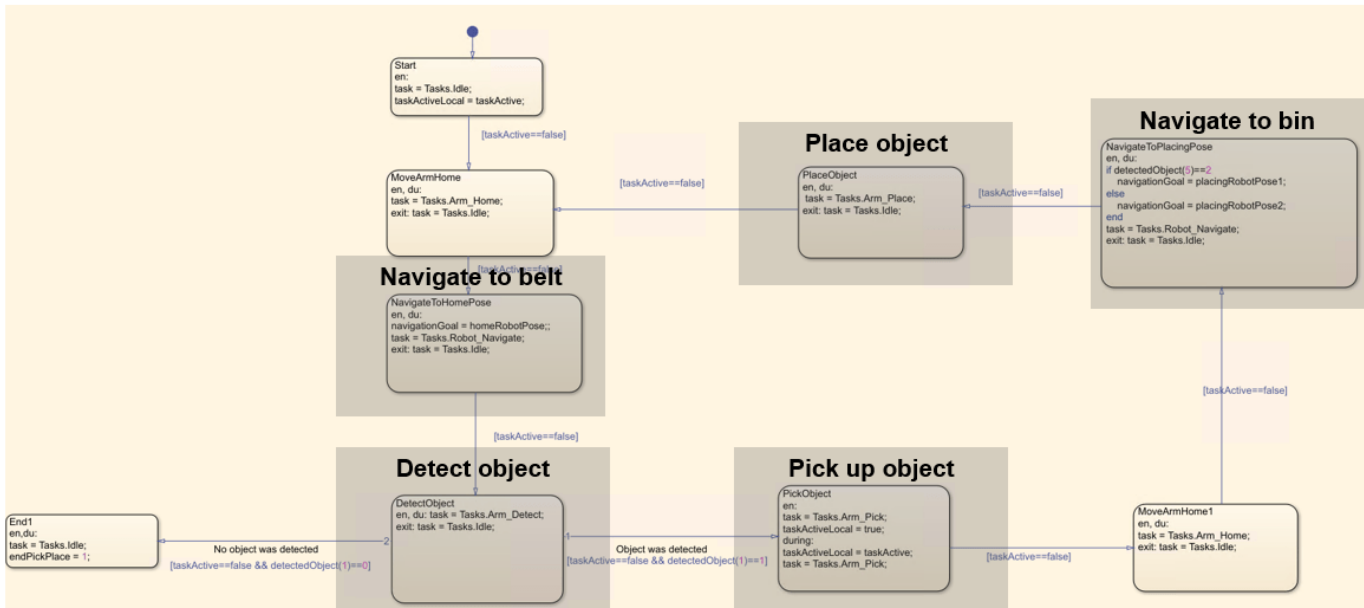 Start
en:
task = Tasks.Idle;
taskActiveLocal = taskActive;
[taskActive==false]
MoveArmHome
en, du:
task = Tasks.Arm_Home;
exit: task = Tasks.Idle;
[taskActive==false]
Navigate to belt
NavigateToHomePose
en, du:
navigationGoal = homeRobotPose;;
task = Tasks.Robot_Navigate;
exit: task = Tasks.Idle;
[taskActive==false]
Detect object
DetectObject
en, du: task = Tasks.Arm_Detect;
exit: task = Tasks.Idle;
2
No object was detected
[taskActive==false && detectedObject(1)==0]
End1
en,du:
task = Tasks.Idle;
endPickPlace = 1;
1
Object was detected
[taskActive==false && detectedObject(1)==1]
Pick up object
PickObject
en:
task = Tasks.Arm_Pick;
taskActiveLocal = true;
during:
taskActiveLocal = taskActive;
task = Tasks.Arm_Pick;
[taskActive==false]
MoveArmHome1
en, du:
task = Tasks.Arm_Home;
exit: task = Tasks.Idle;
[taskActive==false]
Navigate to bin
NavigateToPlacingPose
en, du:
if detectedObject(5)==2
navigationGoal = placingRobotPose1;
else
navigationGoal = placingRobotPose2;
end
task = Tasks.Robot_Navigate;
exit: task = Tasks.Idle;
[taskActive==false]
Place object
PlaceObject
en, du:
task = Tasks.Arm_Place;
exit: task = Tasks.Idle;
[taskActive==false]